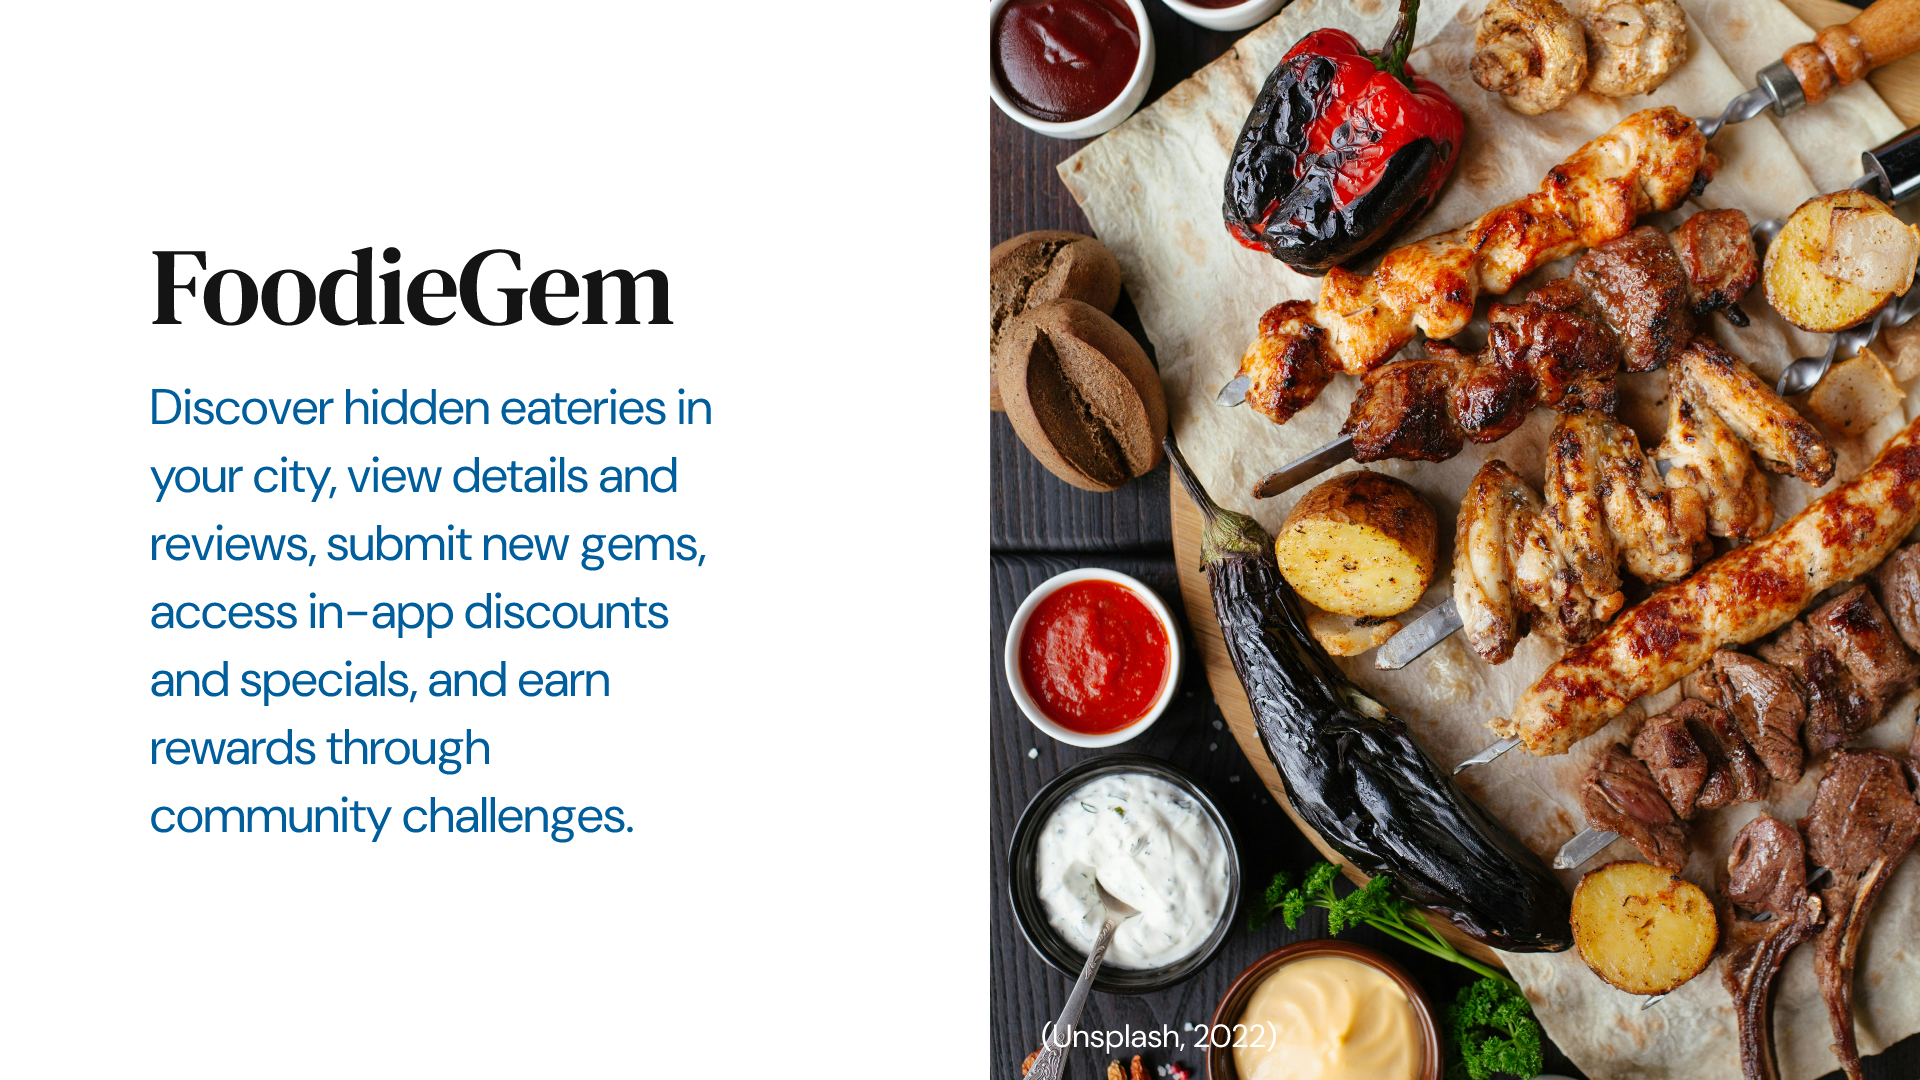 FoodieGem
Discover hidden eateries in
your city, view details and
reviews, submit new gems,
access in-app discounts
and specials, and earn
rewards through
community challenges.
(Unsplash, 2022)